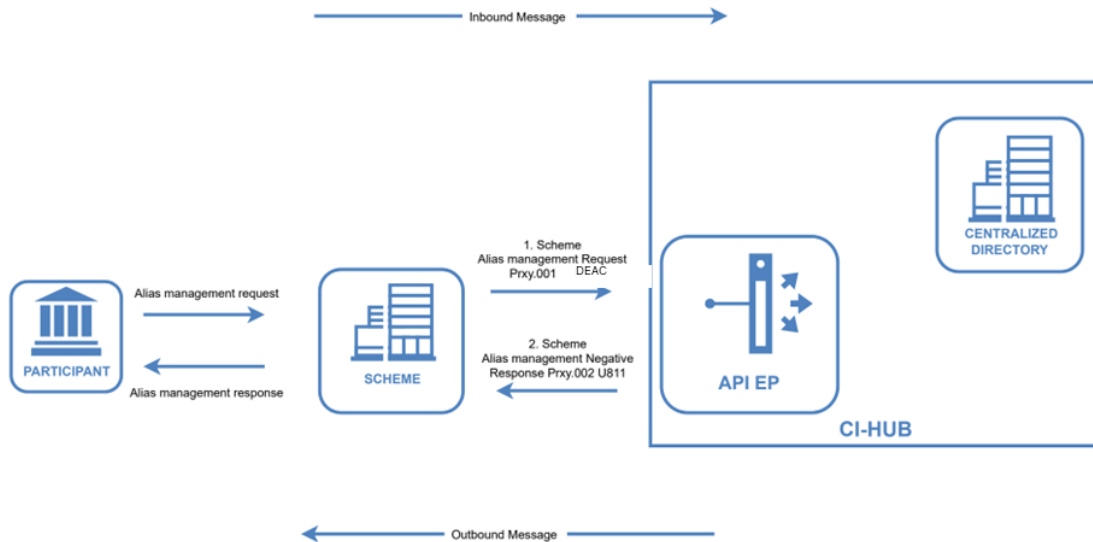 Inbound Message
CENTRALIZED
DIRECTORY
1. Scheme
Alias management Request
Prxy.001 DEAC
Alias management request
PARTICIPANT
Alias management response
SCHEME
2. Scheme
Alias management Negative
Response Prxy.002 U811
API EP
CI-HUB
Outbound Message